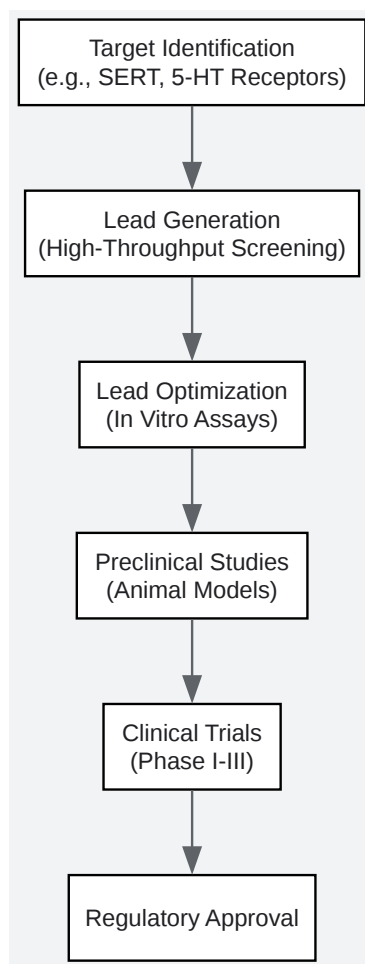 Target Identification
(e.g., SERT, 5-HT Receptors)
Lead Generation
(High-Throughput Screening)
Lead Optimization
(In Vitro Assays)
Preclinical Studies
(Animal Models)
Clinical Trials
(Phase I-III)
Regulatory Approval